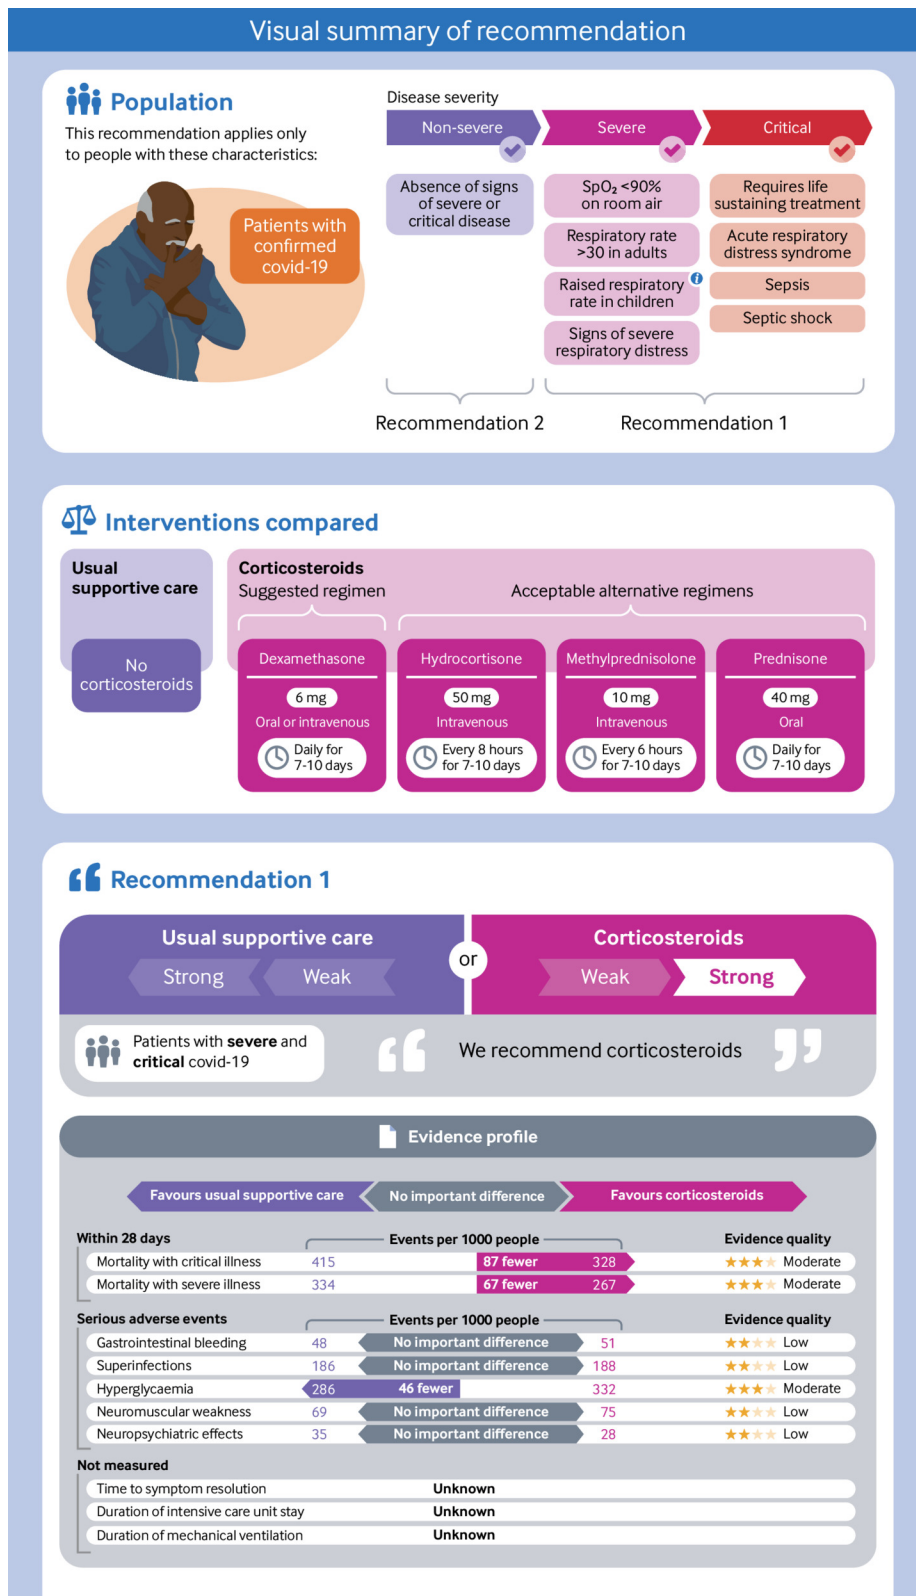 Visual summary of recommendation
Population
This recommendation applies only
to people with these characteristics:
Patients with
confirmed
covid-19
Disease severity
Non-severe
Severe
Critical
Absence of signs
of severe or
critical disease
SpO₂ <90%
on room air
Respiratory rate
>30 in adults
Raised respiratory
rate in children
i
Signs of severe
respiratory distress
Requires life
sustaining treatment
Acute respiratory
distress syndrome
Sepsis
Septic shock
Recommendation 2
Recommendation 1
Interventions compared
Usual
supportive care
No
corticosteroids
Corticosteroids
Suggested regimen
Acceptable alternative regimens
Dexamethasone
6 mg
Oral or intravenous
Daily for
7-10 days
Hydrocortisone
50 mg
Intravenous
Every 8 hours
for 7-10 days
Methylprednisolone
10 mg
Intravenous
Every 6 hours
for 7-10 days
Prednisone
40 mg
Oral
Daily for
7-10 days
Recommendation 1
Usual supportive care
Strong
Weak
or
Corticosteroids
Weak
Strong
Patients with severe and
critical covid-19
We recommend corticosteroids
Evidence profile
Favours usual supportive care
No important difference
Favours corticosteroids
Within 28 days Events per 1000 people Evidence quality
Mortality with critical illness 415 87 fewer 328 Moderate
Mortality with severe illness 334 67 fewer 267 Moderate
Serious adverse events Events per 1000 people Evidence quality
Gastrointestinal bleeding 48 No important difference 51 Low
Superinfections 186 No important difference 188 Low
Hyperglycaemia 286 46 fewer 332 Moderate
Neuromuscular weakness 69 No important difference 75 Low
Neuropsychiatric effects 35 No important difference 28 Low
Not measured
Time to symptom resolution Unknown
Duration of intensive care unit stay Unknown
Duration of mechanical ventilation Unknown